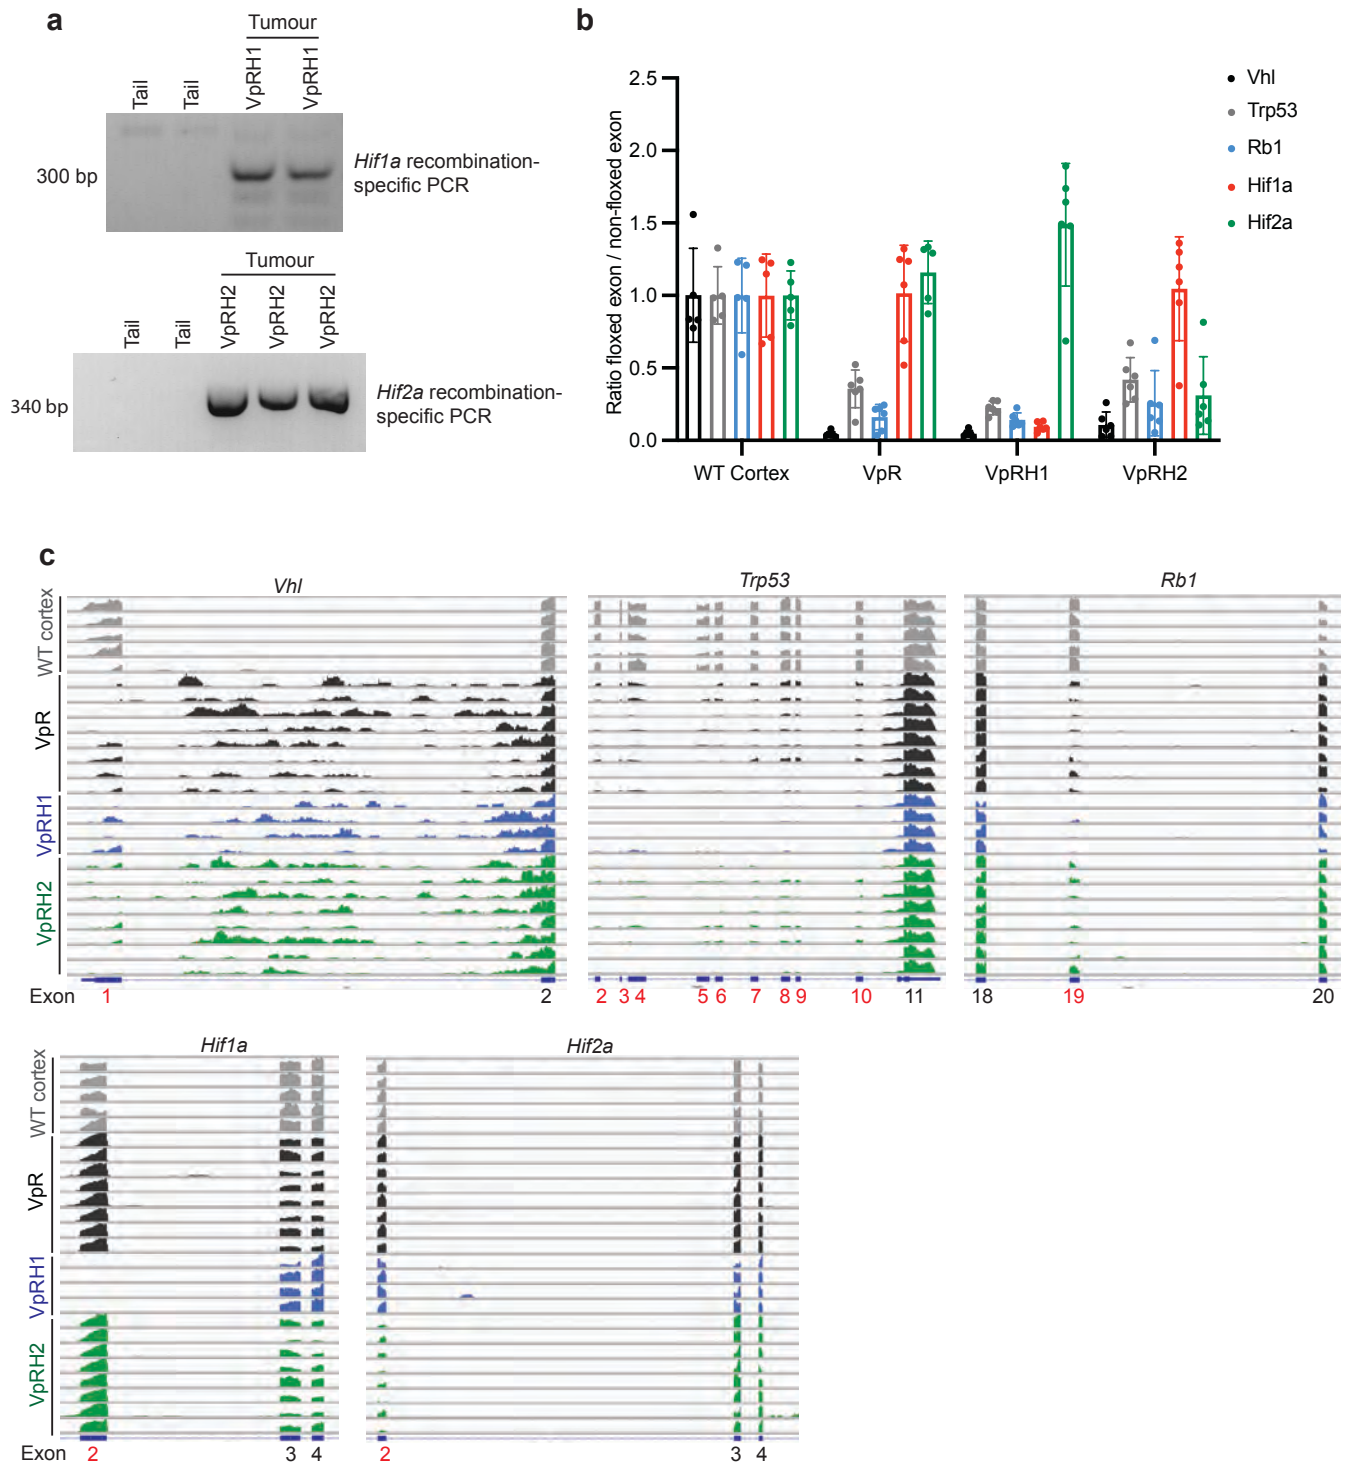 a
Tumour
Tail
Tail
VpRH1
VpRH1
300 bp
Hif1a recombination-
specific PCR
Tumour
Tail
Tail
VpRH2
VpRH2
VpRH2
340 bp
Hif2a recombination-
specific PCR
b
Ratio floxed exon / non-floxed exon
2.5
2.0
1.5
1.0
0.5
0.0
WT Cortex
VpR
VpRH1
VpRH2
Vhl
Trp53
Rb1
Hif1a
Hif2a
c
Vhl
Trp53
Rb1
WT cortex
VpR
VpRH1
VpRH2
Exon
1
2
2
3
4
5
6
7
8
9
10
11
18
19
20
Hif1a
Hif2a
WT cortex
VpR
VpRH1
VpRH2
Exon
2
3
4
2
3
4